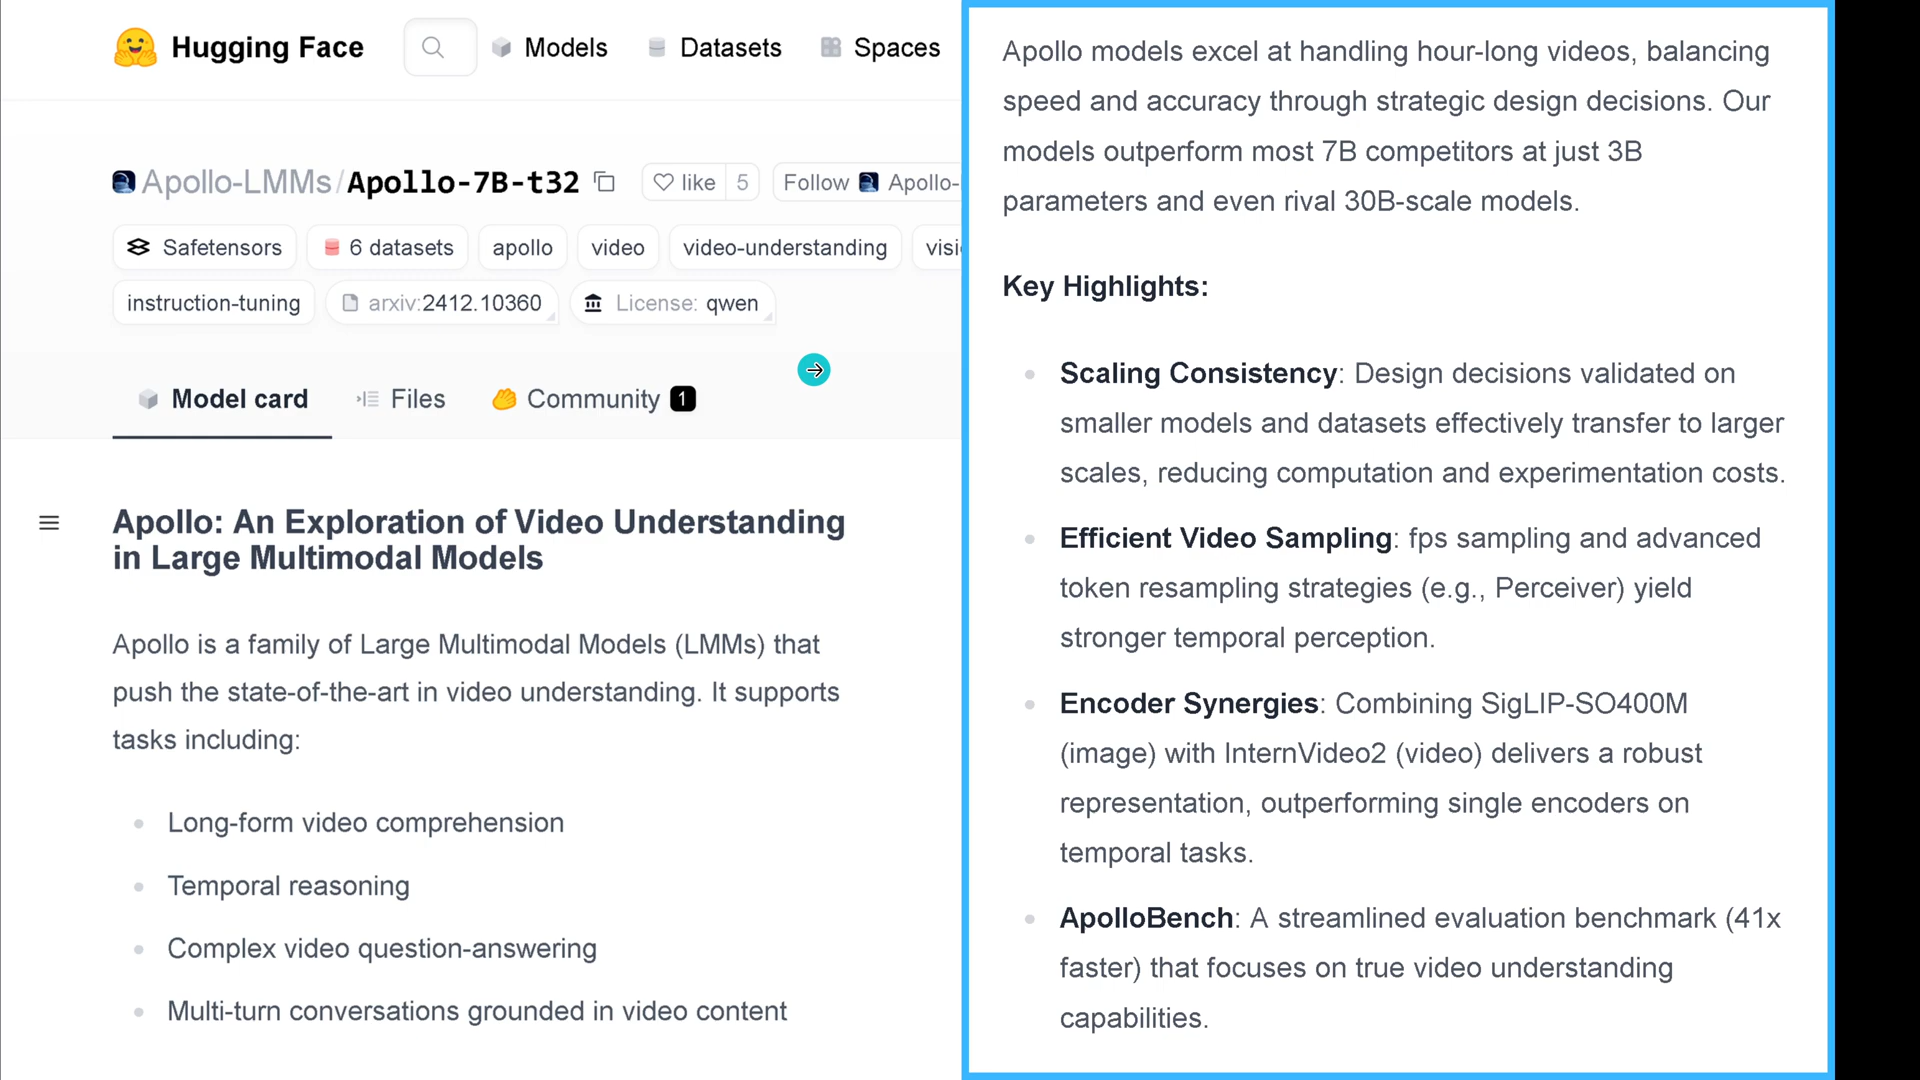 Hugging Face
Models
Datasets
Spaces
Apollo-LMMs/Apollo-7B-t32
like 5
Follow Apollo-
Safetensors
6 datasets
apollo
video
video-understanding
instruction-tuning
arxiv:2412.10360
License: qwen
Model card
Files
Community 1
Apollo: An Exploration of Video Understanding
in Large Multimodal Models
Apollo is a family of Large Multimodal Models (LMMs) that
push the state-of-the-art in video understanding. It supports
tasks including:
Long-form video comprehension
Temporal reasoning
Complex video question-answering
Multi-turn conversations grounded in video content
Apollo models excel at handling hour-long videos, balancing
speed and accuracy through strategic design decisions. Our
models outperform most 7B competitors at just 3B
parameters and even rival 30B-scale models.
Key Highlights:
Scaling Consistency: Design decisions validated on
smaller models and datasets effectively transfer to larger
scales, reducing computation and experimentation costs.
Efficient Video Sampling: fps sampling and advanced
token resampling strategies (e.g., Perceiver) yield
stronger temporal perception.
Encoder Synergies: Combining SigLIP-SO400M
(image) with InternVideo2 (video) delivers a robust
representation, outperforming single encoders on
temporal tasks.
ApolloBench: A streamlined evaluation benchmark (41x
faster) that focuses on true video understanding
capabilities.